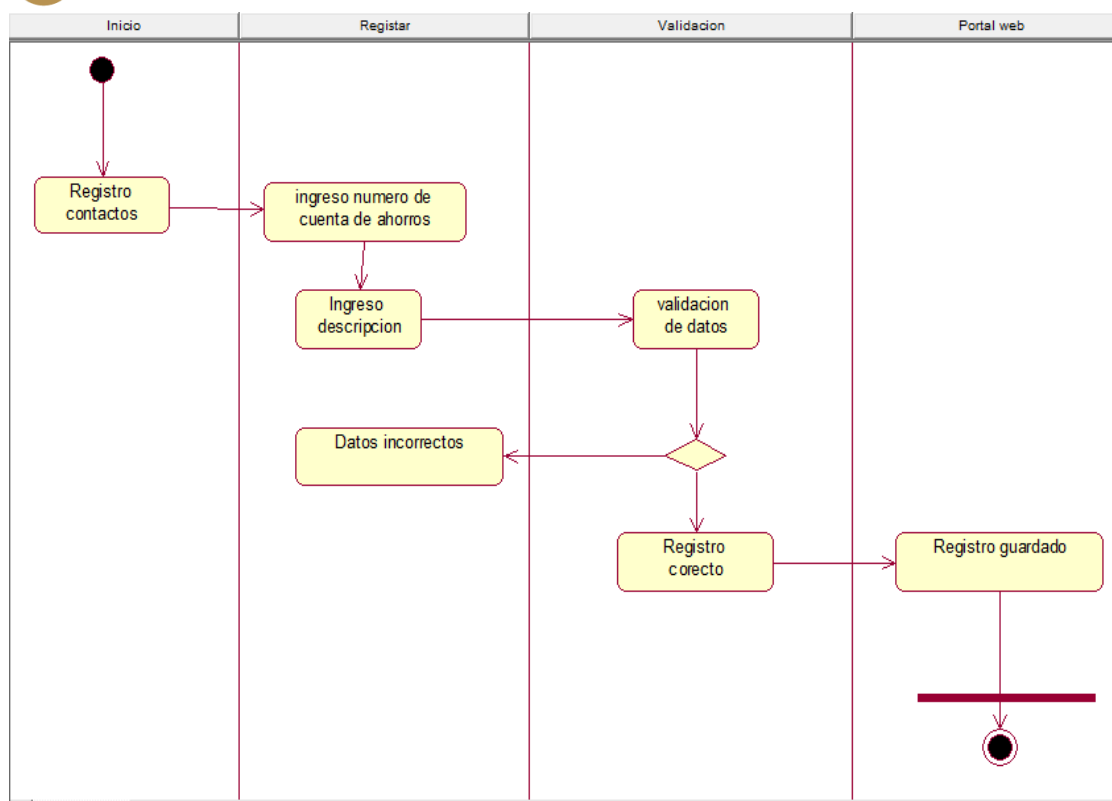 Inicio
Registar
Validacion
Portal web
Registro
contactos
ingreso numero de
cuenta de ahorros
Ingreso
descripcion
validacion
de datos
Datos incorrectos
Registro
corecto
Registro guardado